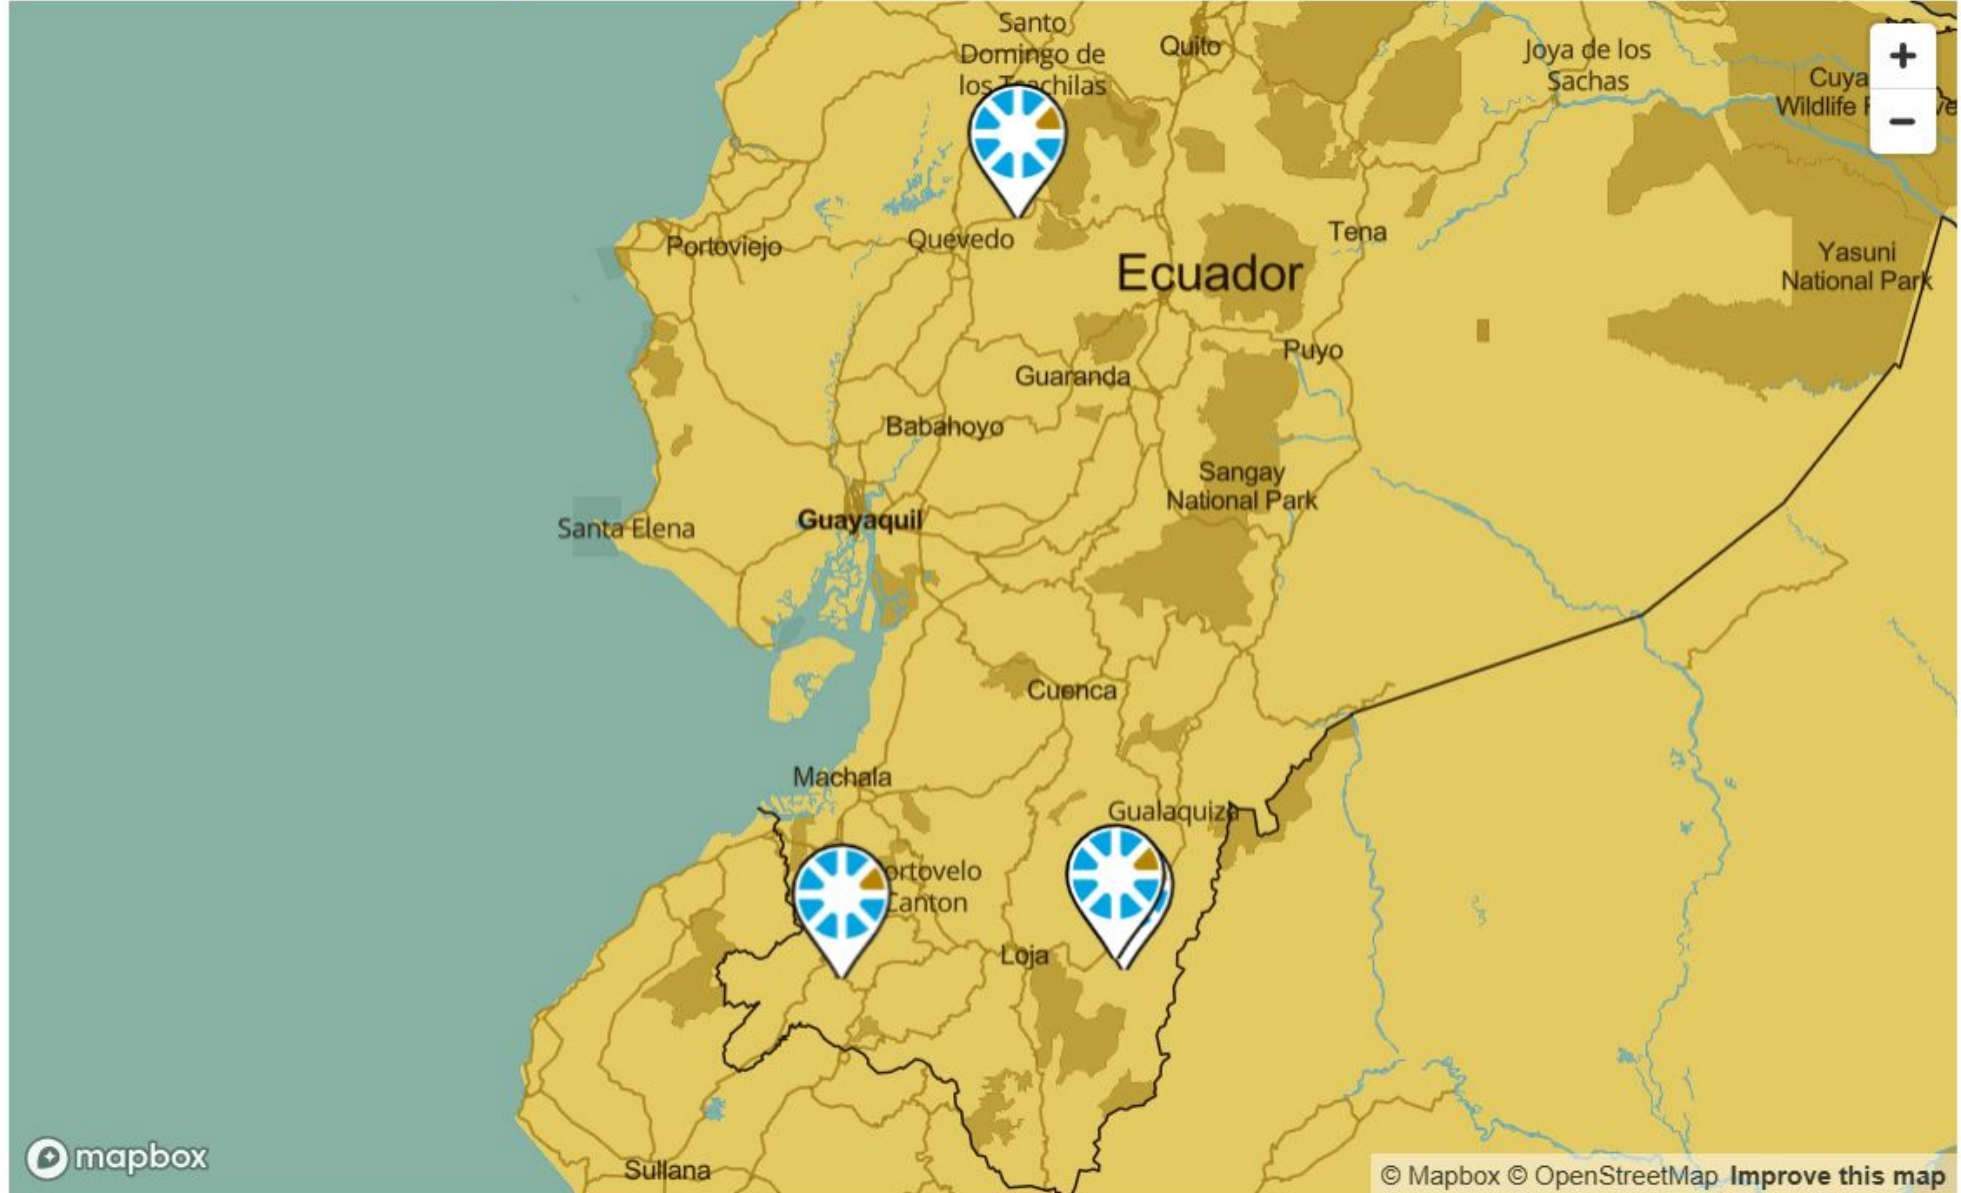 Santo
Domingo de
los Tsachilas
Quito
Joya de los
Sachas
Cuya
Wildlife
+
−
Portoviejo
Quevedo
Ecuador
Tena
Yasuni
National Park
Puyo
Guaranda
Babahoyo
Sangay
National Park
Guayaquil
Santa Elena
Cuenca
Machala
Gualaquiza
ortovelo
Canton
Loja
Sullana
mapbox
© Mapbox © OpenStreetMap Improve this map